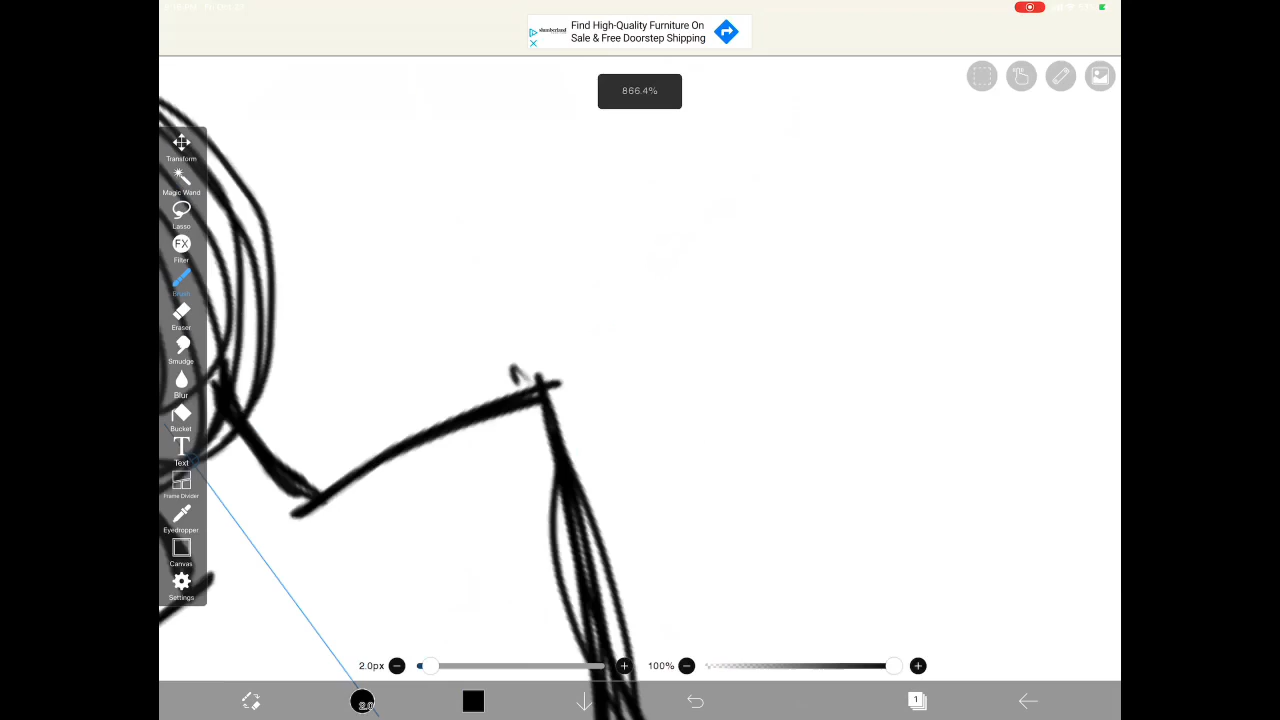 Find High-Quality Furniture On
Sale & Free Doorstep Shipping
866.4%
Transform
Magic Wand
Lasso
FX
Filter
Brush
Eraser
Smudge
Blur
Bucket
T
Text
Frame Divider
Eyedropper
Canvas
Settings
2.0px
100%
2.0
1